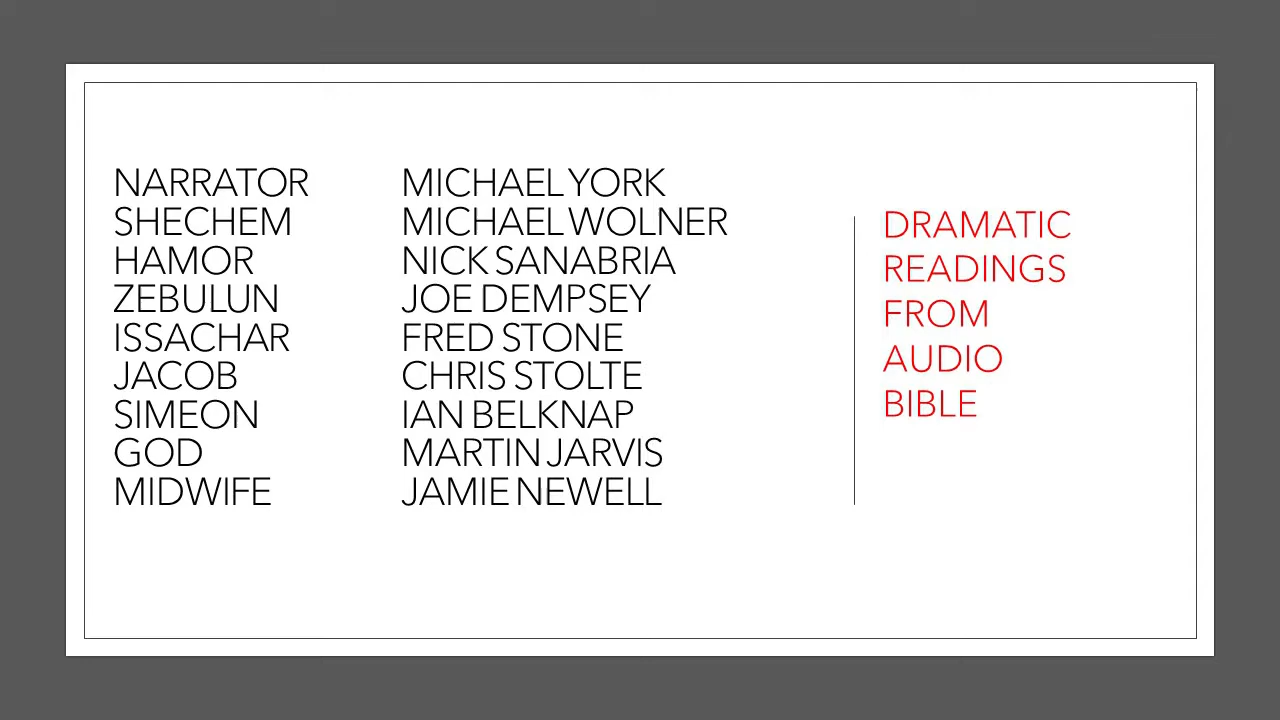 NARRATOR MICHAEL YORK
SHECHEM MICHAEL WOLNER
HAMOR NICK SANABRIA
ZEBULUN JOE DEMPSEY
ISSACHAR FRED STONE
JACOB CHRIS STOLTE
SIMEON IAN BELKNAP
GOD MARTIN JARVIS
MIDWIFE JAMIE NEWELL
DRAMATIC
READINGS
FROM
AUDIO
BIBLE